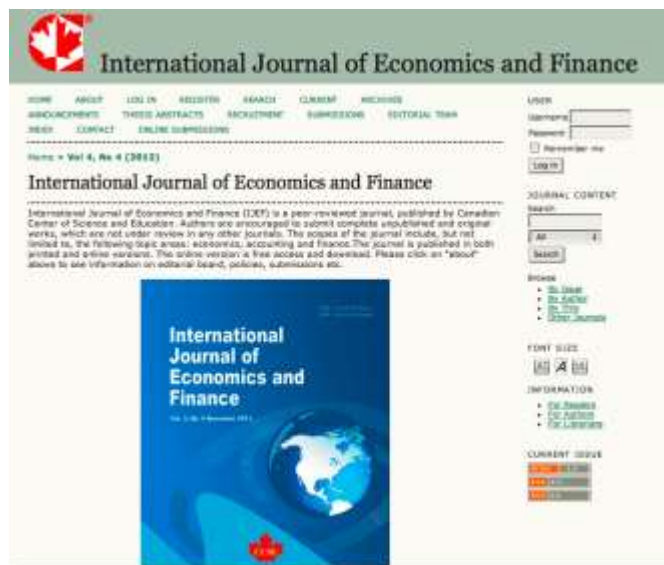 International Journal of Economics and Finance
HOME ABOUT LOG IN REGISTER SEARCH CURRENT ARCHIVES
ANNOUNCEMENTS THESIS ABSTRACTS RECRUITMENT SUBMISSIONS EDITORIAL TEAM
INDEX CONTACT ONLINE SUBMISSIONS
Home > Vol 4, No 4 (2012)
International Journal of Economics and Finance
International Journal of Economics and Finance (IJEF) is a peer-reviewed journal, published by Canadian
Center of Science and Education. Authors are encouraged to submit complete unpublished and original
works, which are not under review in any other journals. The scopes of the journal include, but not
limited to, the following topic areas: economics, accounting and finance.The journal is published in both
printed and online versions. The online version is free access and download. Please click on "about"
above to see information on editorial board, policies, submissions etc.
International
Journal of
Economics and
Finance
CCSE
USER
Username
Password
Remember me
Log in
JOURNAL CONTENT
Search
All
Search
Browse
By Issue
By Author
By Title
Other Journals
FONT SIZE
A
INFORMATION
For Readers
For Authors
For Librarians
CURRENT ISSUE